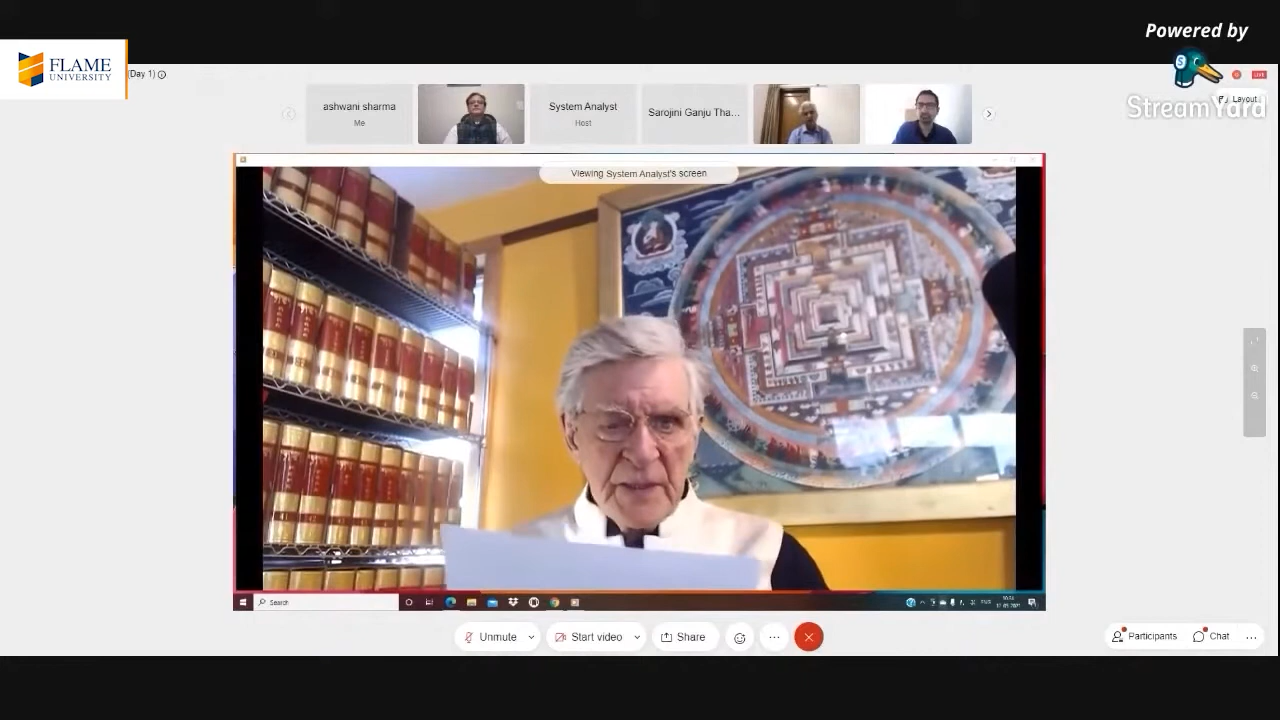 Powered by
StreamYard
FLAME
UNIVERSITY
(Day 1)
LIVE
Layout
ashwani sharma
Me
System Analyst
Host
Sarojini Ganju Tha...
Viewing System Analyst's screen
Search
Unmute
Start video
Share
Participants
Chat